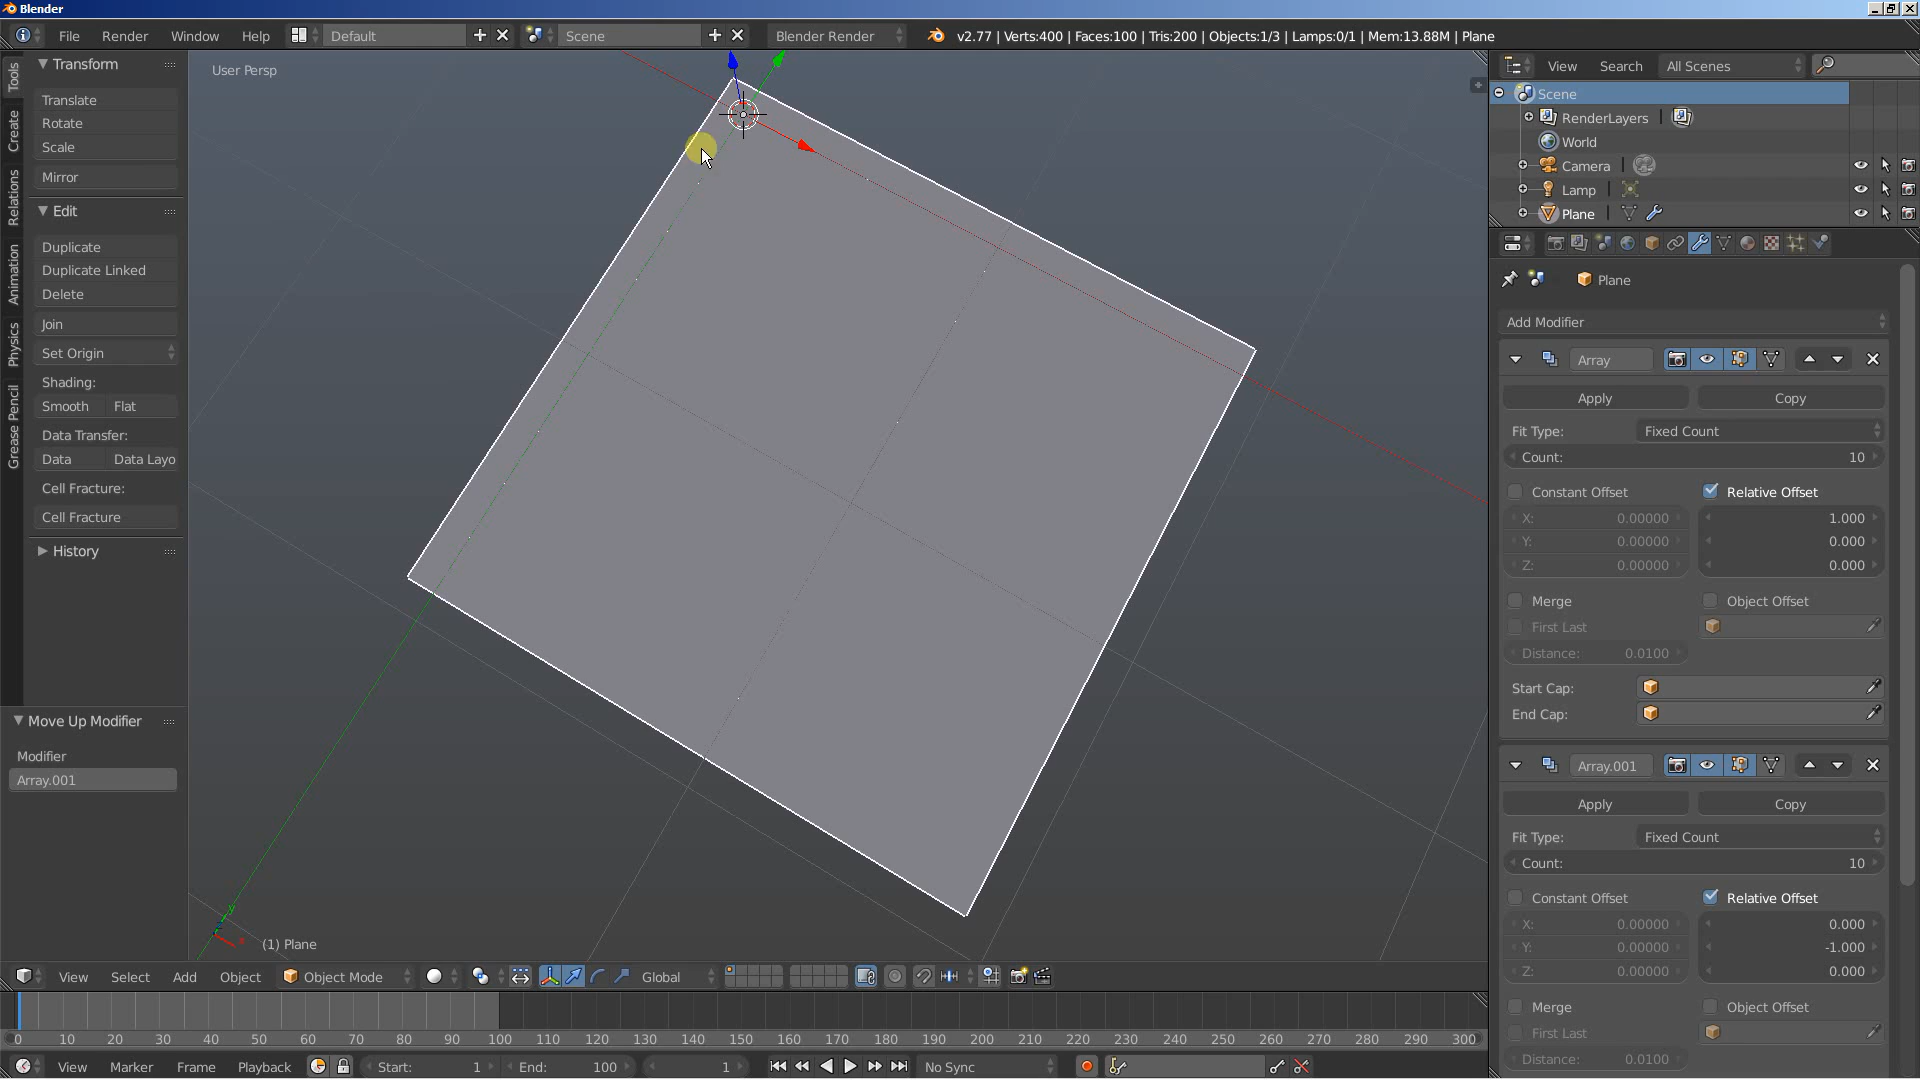 Blender
File Render Window Help Default Scene Blender Render v2.77 | Verts:400 | Faces:100 | Tris:200 | Objects:1/3 | Lamps:0/1 | Mem:13.88M | Plane
Tools
Create
Relations
Animation
Physics
Grease Pencil
Transform
Translate
Rotate
Scale
Mirror
Edit
Duplicate
Duplicate Linked
Delete
Join
Set Origin
Shading:
Smooth Flat
Data Transfer:
Data Data Layo
Cell Fracture:
Cell Fracture
History
Move Up Modifier
Modifier
Array.001
User Persp
y
x
(1) Plane
View Search All Scenes
Scene
RenderLayers
World
Camera
Lamp
Plane
Plane
Add Modifier
Array
Apply Copy
Fit Type: Fixed Count
Count: 10
Constant Offset Relative Offset
X: 0.00000 1.000
Y: 0.00000 0.000
Z: 0.00000 0.000
Merge Object Offset
First Last
Distance: 0.0100
Start Cap:
End Cap:
Array.001
Apply Copy
Fit Type: Fixed Count
Count: 10
Constant Offset Relative Offset
X: 0.00000 0.000
Y: 0.00000 -1.000
Z: 0.00000 0.000
Merge Object Offset
First Last
Distance: 0.0100
View Select Add Object Object Mode Global
0 10 20 30 40 50 60 70 80 90 100 110 120 130 140 150 160 170 180 190 200 210 220 230 240 250 260 270 280 290 300
View Marker Frame Playback Start: 1 End: 100 1 No Sync